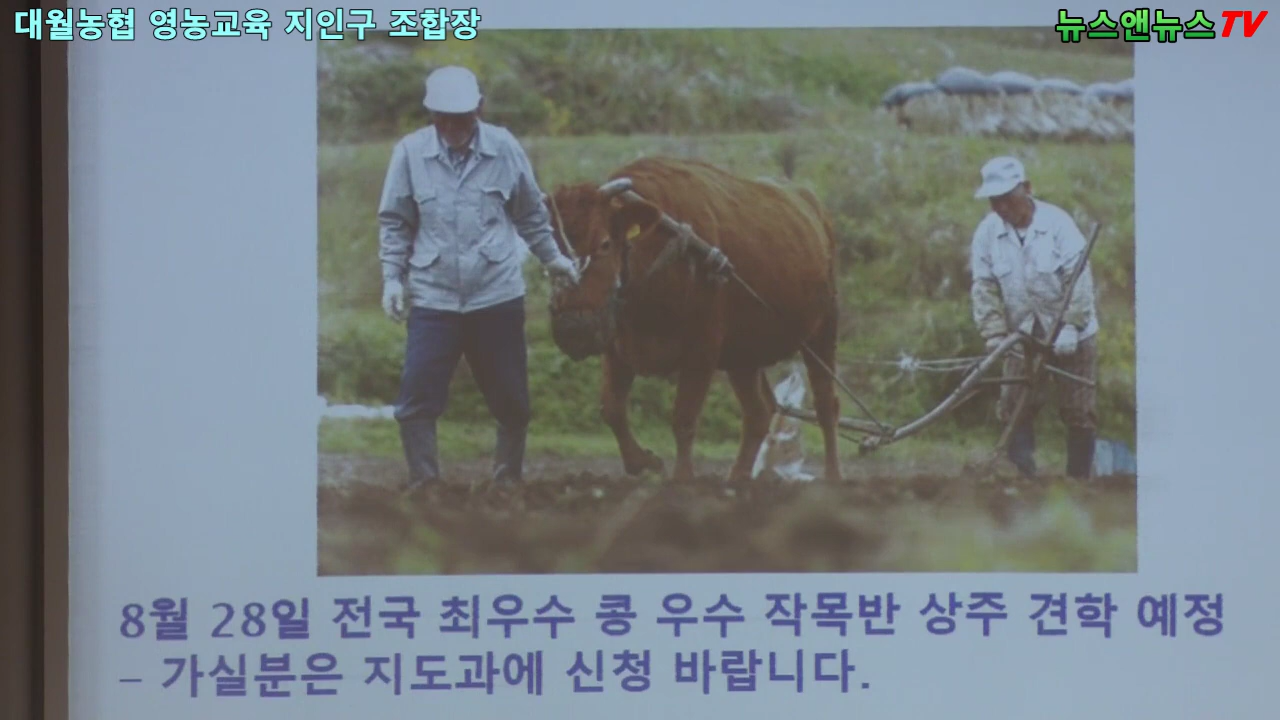 대월농협 영농교육 지인구 조합장
뉴스앤뉴스TV
8월 28일 전국 최우수 콩 우수 작목반 상주 견학 예정
– 가실분은 지도과에 신청 바랍니다.